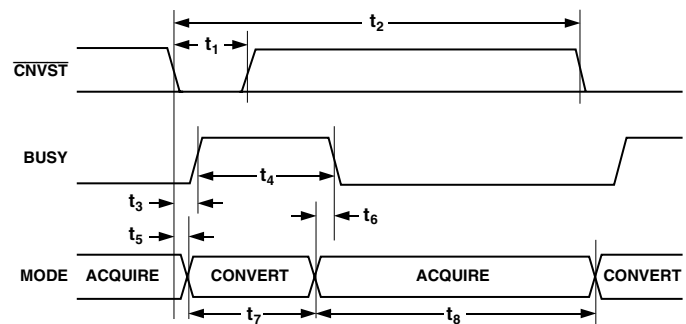 t2
t1
CNVST
BUSY
t4
t3
t6
t5
MODE ACQUIRE CONVERT ACQUIRE CONVERT
t7 t8